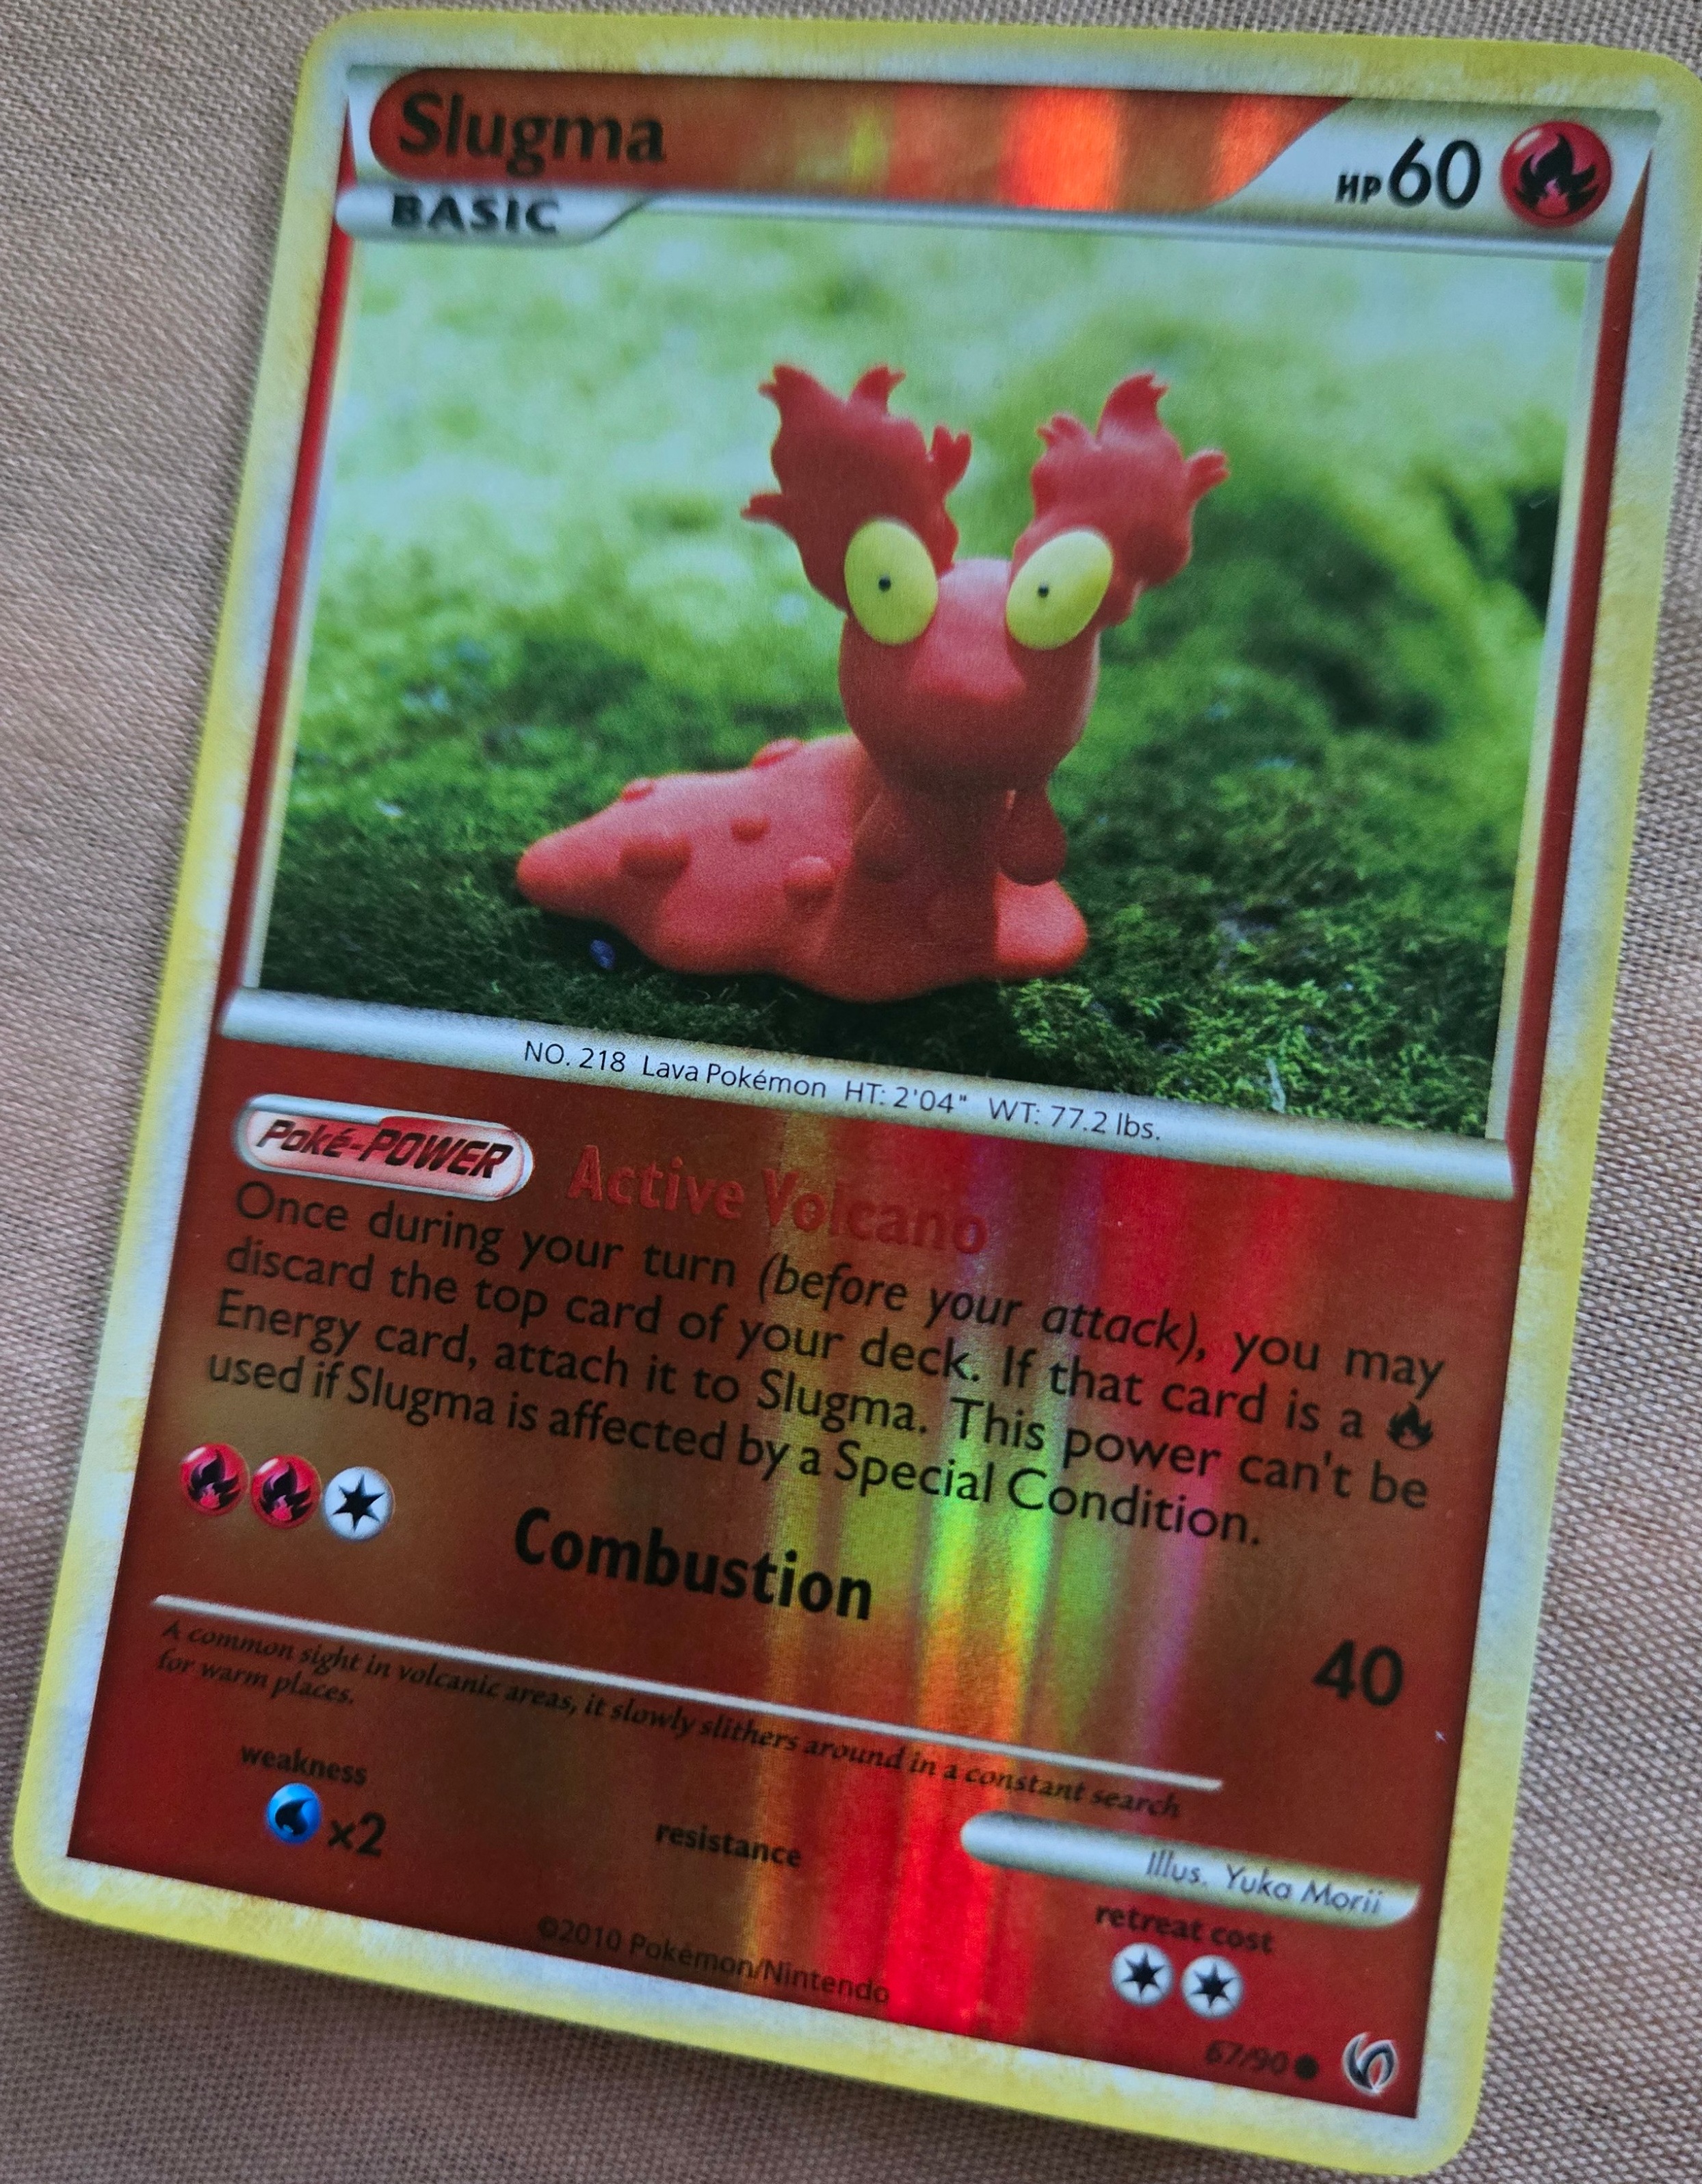 Slugma
HP 60
BASIC
NO. 218 Lava Pokémon HT: 2'04" WT: 77.2 lbs.
Poké-POWER Active Volcano
Once during your turn (before your attack), you may
discard the top card of your deck. If that card is a
Energy card, attach it to Slugma. This power can't be
used if Slugma is affected by a Special Condition.
Combustion
40
A common sight in volcanic areas, it slowly slithers around in a constant search
for warm places.
weakness
x2
resistance
Illus. Yuka Morii
retreat cost
©2010 Pokémon/Nintendo
67/90